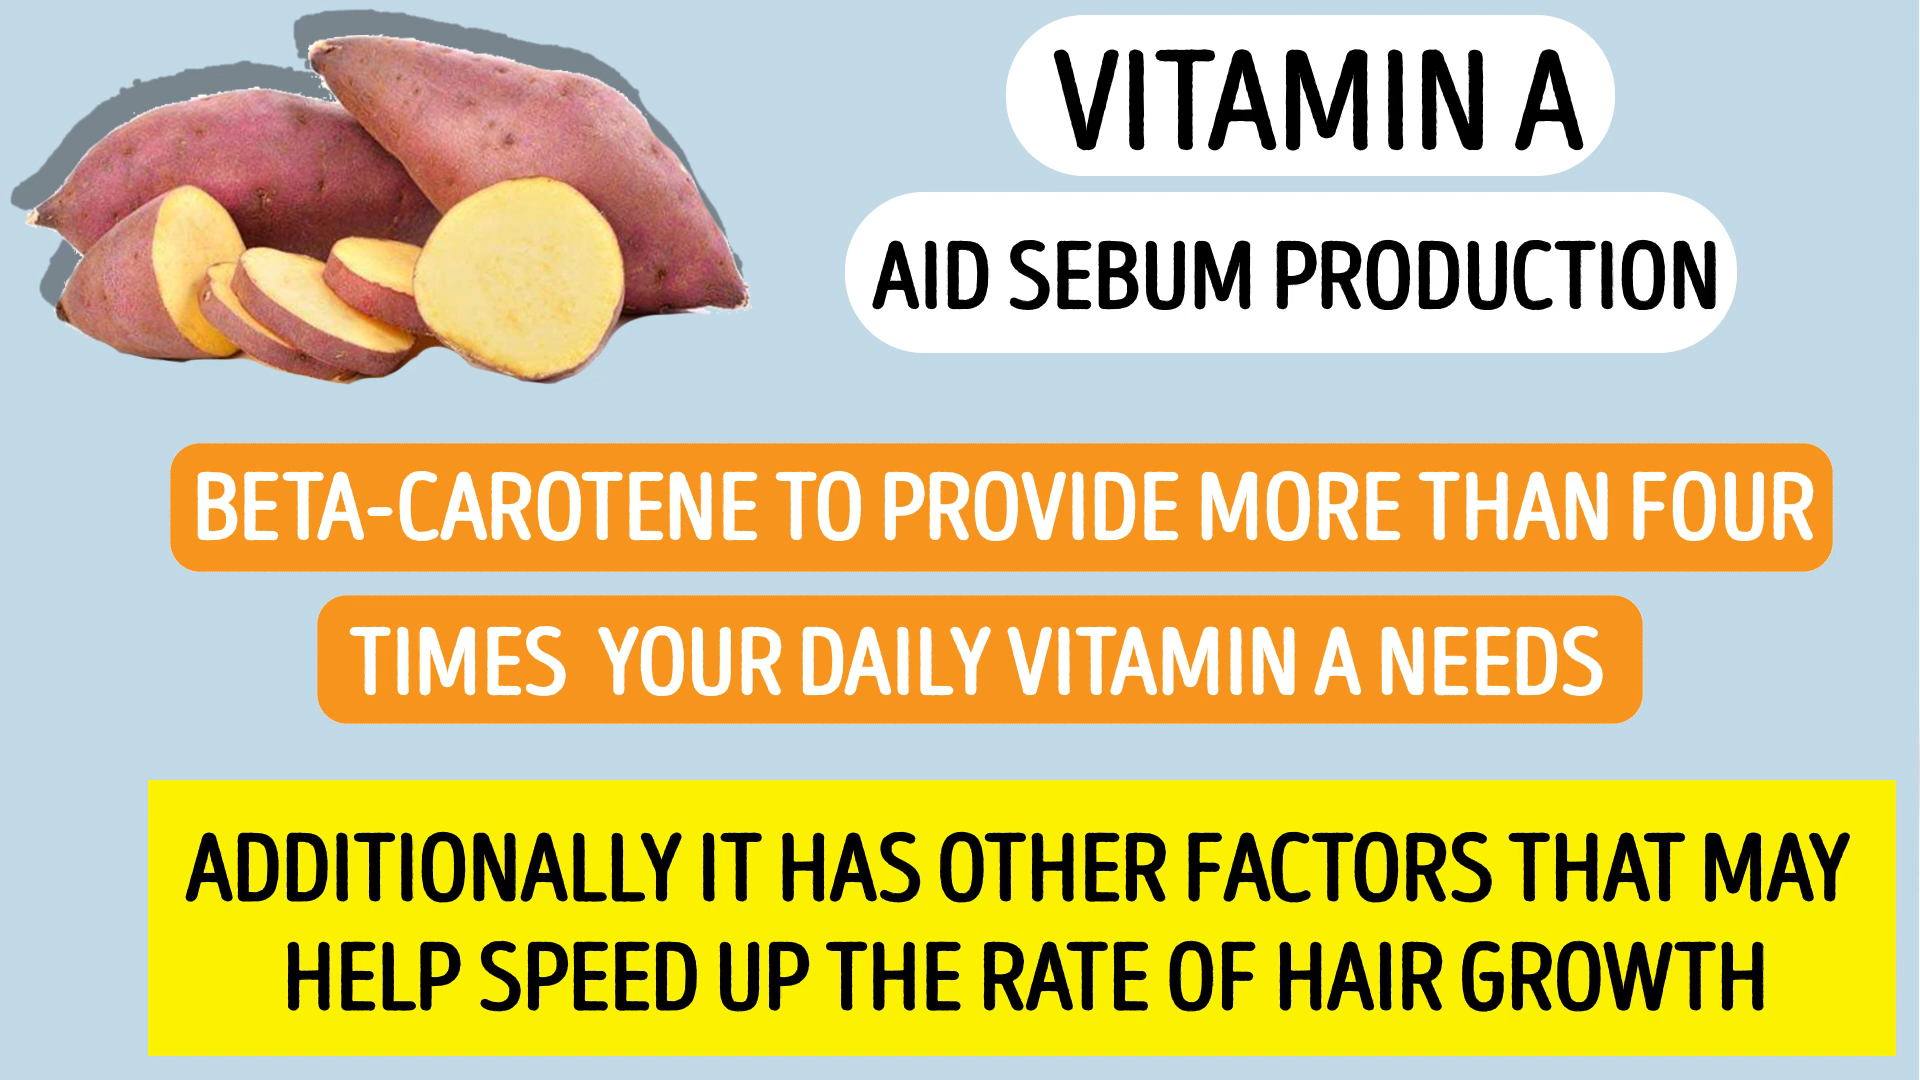 VITAMIN A
AID SEBUM PRODUCTION
BETA-CAROTENE TO PROVIDE MORE THAN FOUR
TIMES YOUR DAILY VITAMIN A NEEDS
ADDITIONALLY IT HAS OTHER FACTORS THAT MAY
HELP SPEED UP THE RATE OF HAIR GROWTH